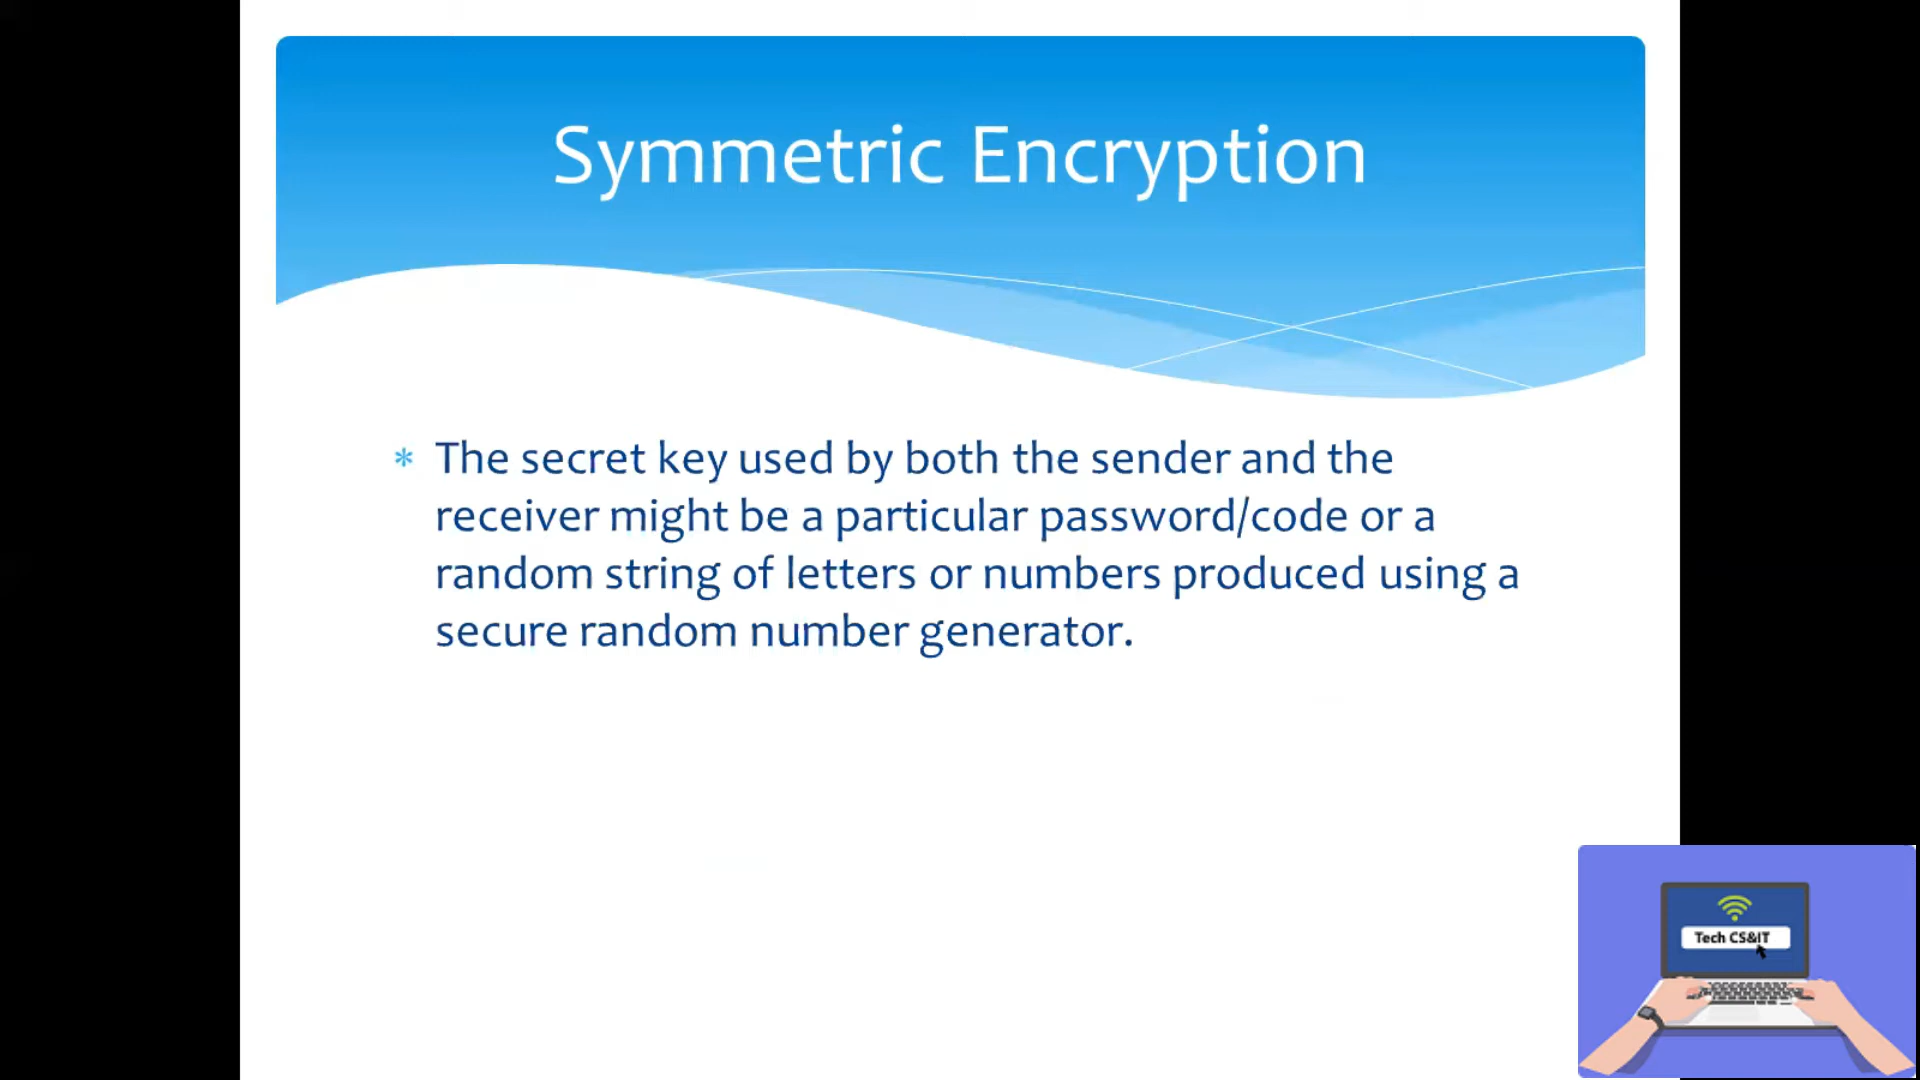 Symmetric Encryption
* The secret key used by both the sender and the
receiver might be a particular password/code or a
random string of letters or numbers produced using a
secure random number generator.
Tech CS&IT